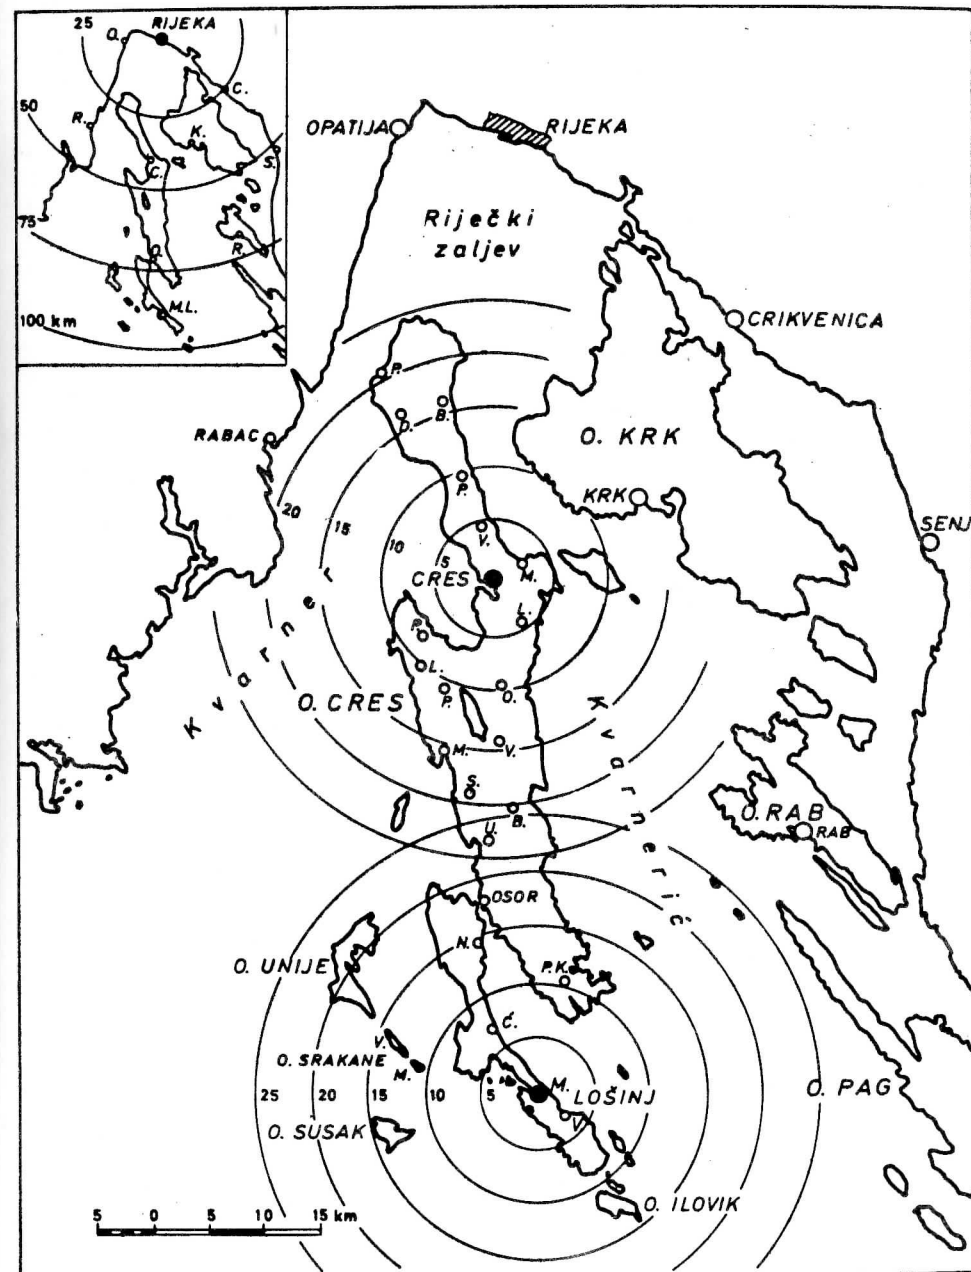 25
RIJEKA
O.
C.
50
R.
K.
C.
S.
75
O.
R.
M.L.
100 km
OPATIJA
RIJEKA
Riječki
zaljev
CRIKVENICA
P.
D.
B.
RABAC
O. KRK
P.
KRK
20
15
10
5
V.
SENJ
CRES
M.
L.
P.
L.
P.
O.
O. CRES
Kvarner
Kvarnerić
M.
V.
S.
B.
U.
O. RAB
RAB
OSOR
N.
O. UNIJE
P.K.
Ć.
V.
O. SRAKANE
M.
25
20
15
10
5
M.
LOŠINJ
V.
O. PAG
O. SUSAK
O. ILOVIK
5
0
5
10
15 km